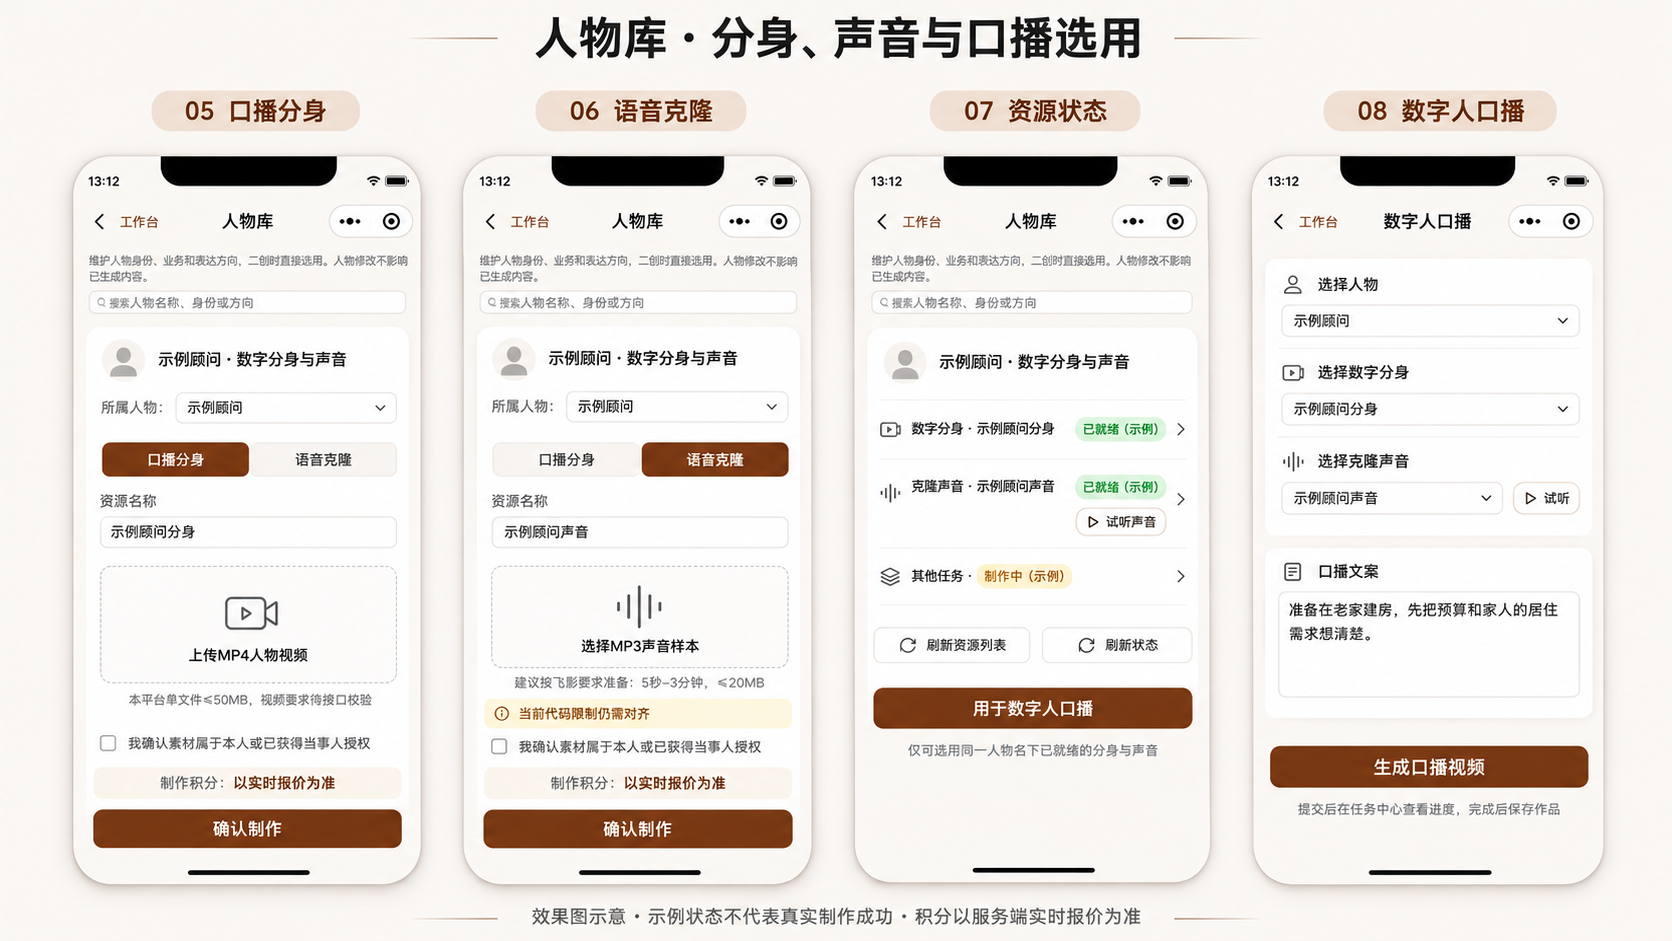 人物库·分身、声音与口播选用
05 口播分身
13:12
工作台
人物库
维护人物身份、业务和表达方向，二创时直接选用。人物修改不影响
已生成内容。
搜索人物名称、身份或方向
示例顾问·数字分身与声音
所属人物：
示例顾问
口播分身
语音克隆
资源名称
示例顾问分身
上传MP4人物视频
本平台单文件≤50MB，视频要求待接口校验
我确认素材属于本人或已获得当事人授权
制作积分：以实时报价为准
确认制作
06 语音克隆
13:12
工作台
人物库
维护人物身份、业务和表达方向，二创时直接选用。人物修改不影响
已生成内容。
搜索人物名称、身份或方向
示例顾问·数字分身与声音
所属人物：
示例顾问
口播分身
语音克隆
资源名称
示例顾问声音
选择MP3声音样本
建议按飞影要求准备：5秒–3分钟，≤20MB
当前代码限制仍需对齐
我确认素材属于本人或已获得当事人授权
制作积分：以实时报价为准
确认制作
07 资源状态
13:12
工作台
人物库
维护人物身份、业务和表达方向，二创时直接选用。人物修改不影响
已生成内容。
搜索人物名称、身份或方向
示例顾问·数字分身与声音
数字分身·示例顾问分身
已就绪（示例）
克隆声音·示例顾问声音
已就绪（示例）
试听声音
其他任务·
制作中（示例）
刷新资源列表
刷新状态
用于数字人口播
仅可选用同一人物名下已就绪的分身与声音
08 数字人口播
13:12
工作台
数字人口播
选择人物
示例顾问
选择数字分身
示例顾问分身
选择克隆声音
示例顾问声音
试听
口播文案
准备在老家建房，先把预算和家人的居住
需求想清楚。
生成口播视频
提交后在任务中心查看进度，完成后保存作品
效果图示意·示例状态不代表真实制作成功·积分以服务端实时报价为准